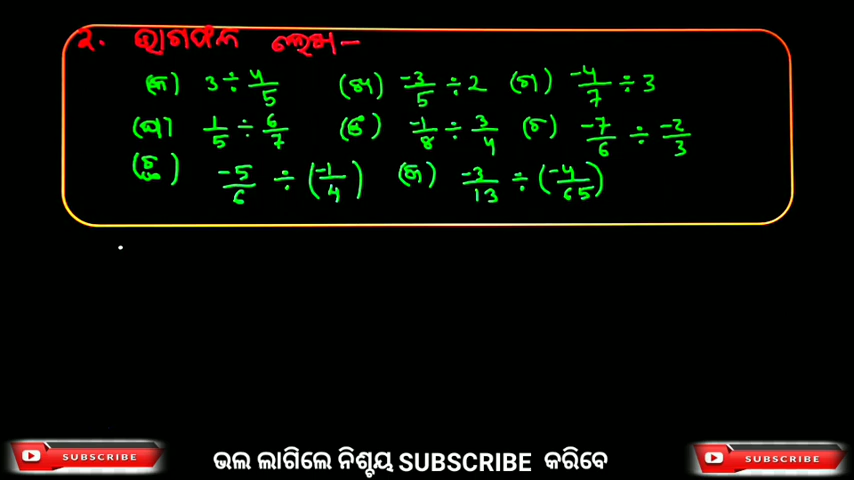 ୨. ଭାଗଫଳ ଲେଖ–
(କ) 3 ÷ 4/5 (ଖ) -3/5 ÷ 2 (ଗ) -4/7 ÷ 3
(ଘ) 1/5 ÷ 6/7 (ଙ) -1/8 ÷ 3/4 (ଚ) -7/6 ÷ -2/3
(ଛ) -5/6 ÷ (-1/4) (ଜ) -3/13 ÷ (-4/65)
SUBSCRIBE ଭଲ ଲାଗିଲେ ନିଶ୍ଚୟ SUBSCRIBE କରିବେ SUBSCRIBE